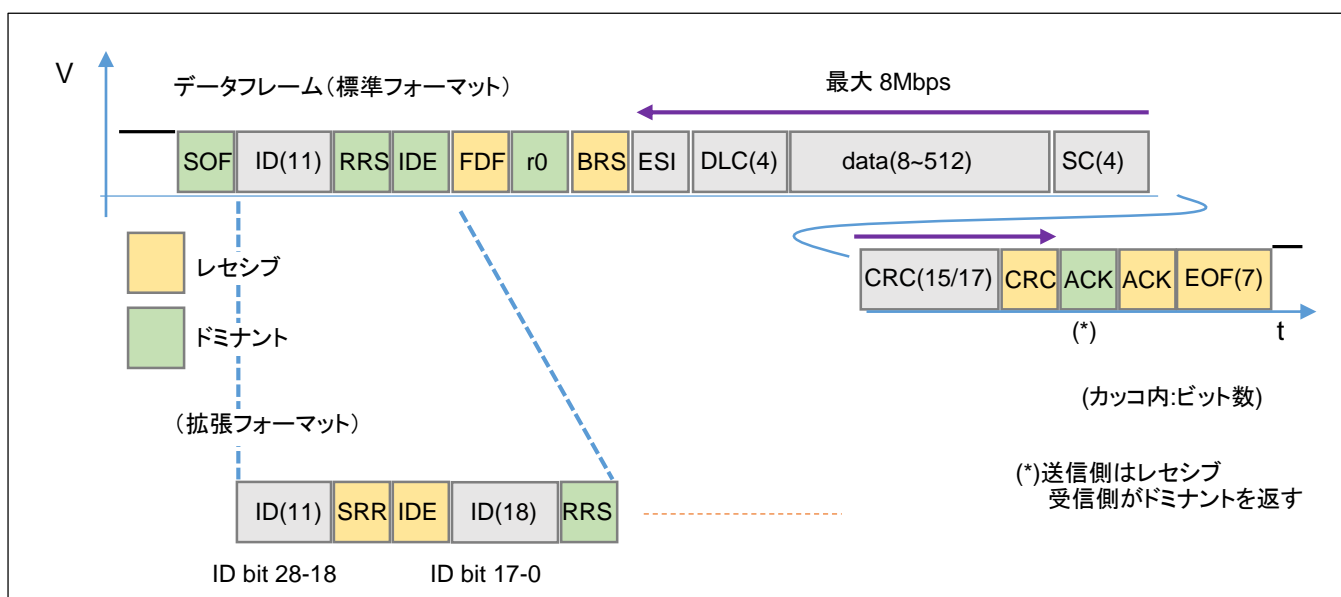 V
データフレーム(標準フォーマット)
最大 8Mbps
SOF ID(11) RRS IDE FDF r0 BRS ESI DLC(4) data(8~512) SC(4)
レセシブ
CRC(15/17) CRC ACK ACK EOF(7)
ドミナント
(*) t
(カッコ内:ビット数)
(拡張フォーマット)
(*)送信側はレセシブ
受信側がドミナントを返す
ID(11) SRR IDE ID(18) RRS
ID bit 28-18 ID bit 17-0